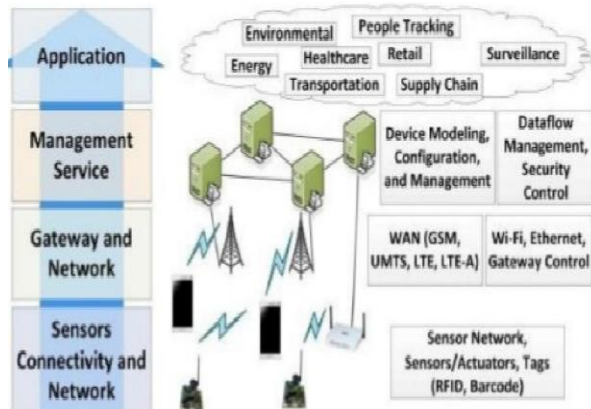 Application
Environmental
People Tracking
Energy
Healthcare
Retail
Surveillance
Transportation
Supply Chain
Management
Service
Device Modeling,
Configuration,
and Management
Dataflow
Management,
Security
Control
Gateway and
Network
WAN (GSM,
UMTS, LTE, LTE-A)
Wi-Fi, Ethernet,
Gateway Control
Sensors
Connectivity and
Network
Sensor Network,
Sensors/Actuators, Tags
(RFID, Barcode)